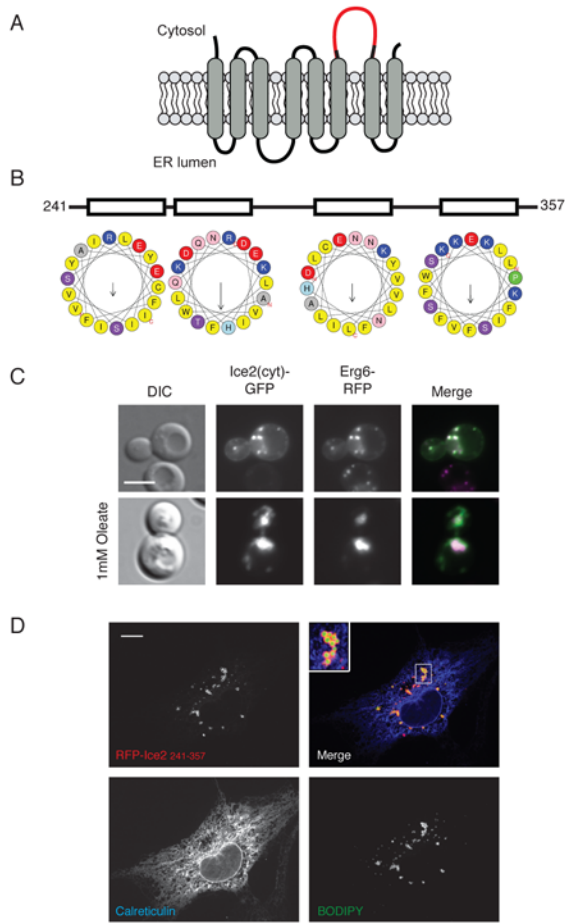 A
Cytosol
ER lumen
B
241
357
C
Ice2(cyt)-
GFP
Erg6-
RFP
DIC
Merge
1mM Oleate
D
RFP-Ice2 241-357
Merge
Calreticulin
BODIPY